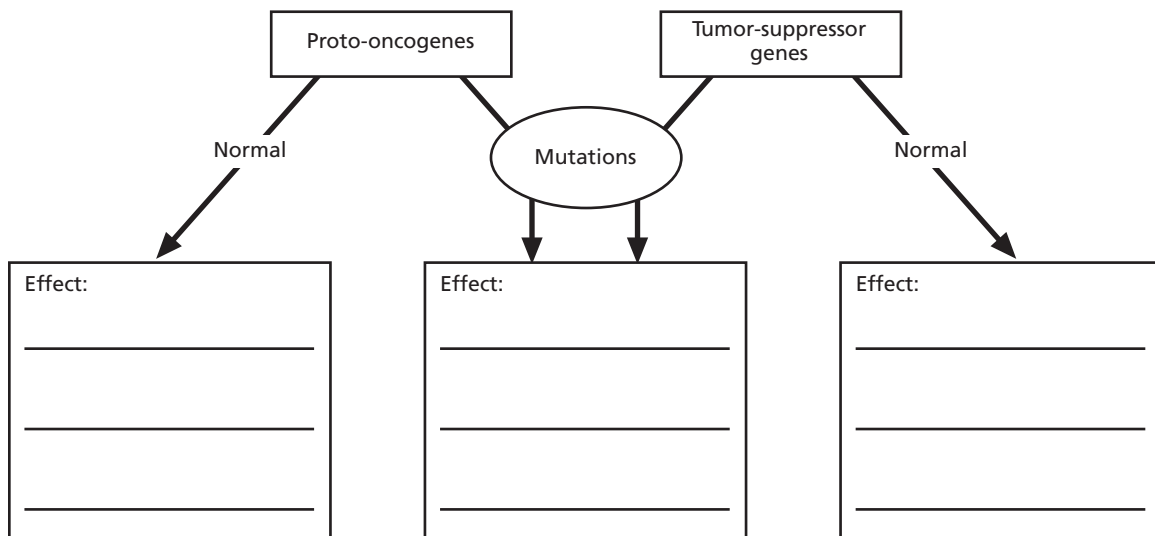 Proto-oncogenes
Tumor-suppressor
genes
Normal
Mutations
Normal
Effect:
Effect:
Effect: